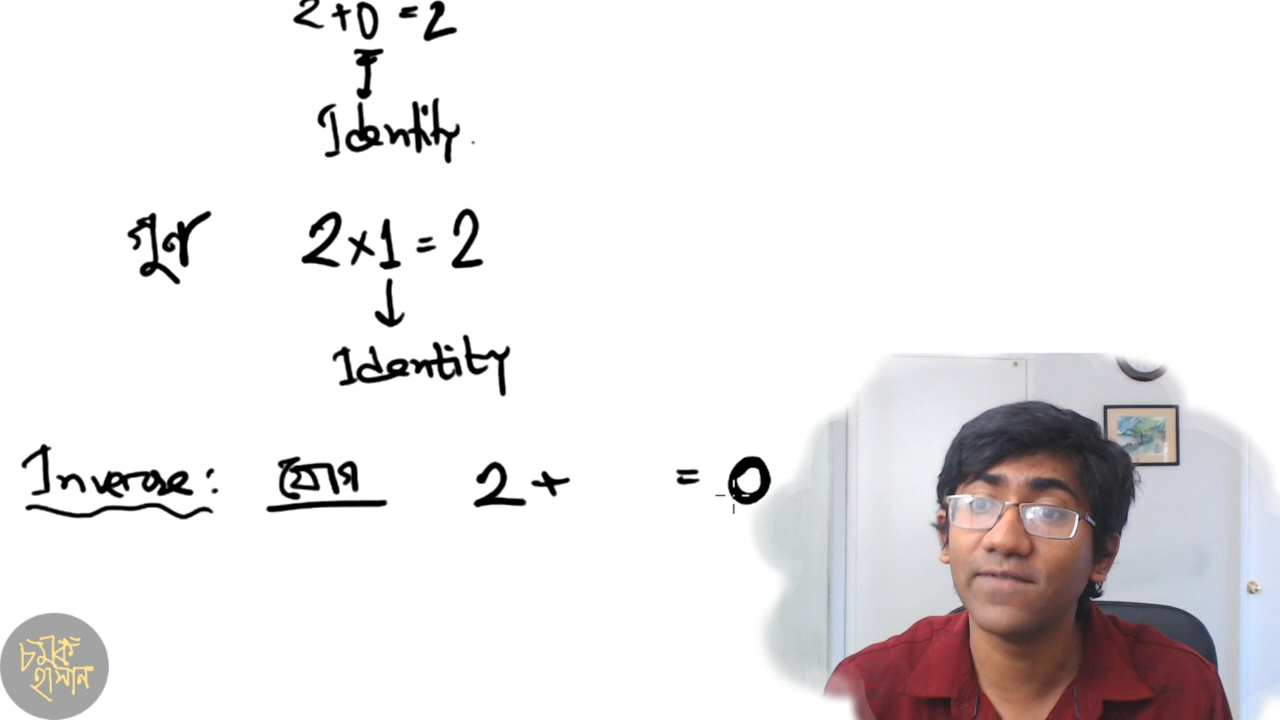 2+0 = 2
Identity.
গুণ 2×1 = 2
Identity
Inverse: যোগ 2 + = 0
চমক
হাসান